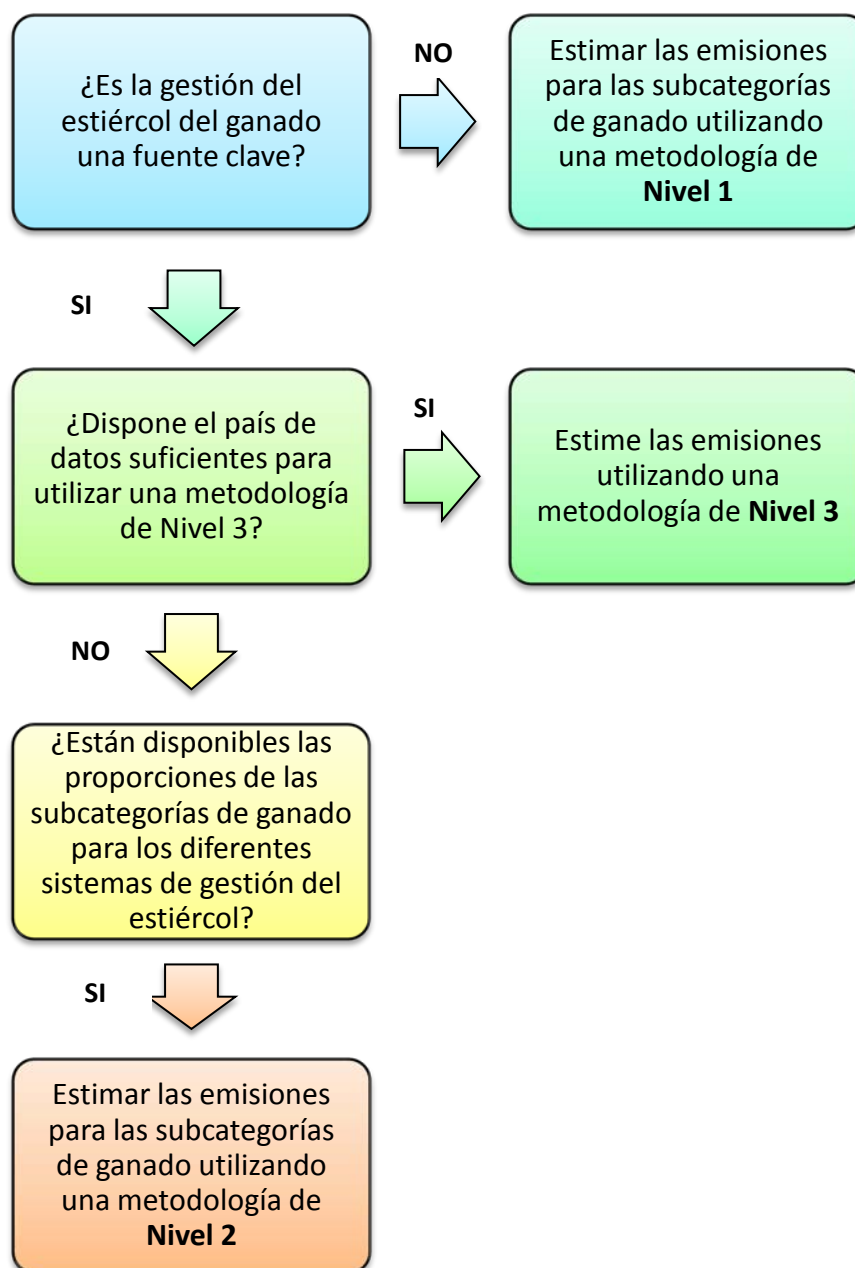 ¿Es la gestión del
estiércol del ganado
una fuente clave?
NO
Estimar las emisiones
para las subcategorías
de ganado utilizando
una metodología de
Nivel 1
SI
¿Dispone el país de
datos suficientes para
utilizar una metodología
de Nivel 3?
SI
Estime las emisiones
utilizando una
metodología de Nivel 3
NO
¿Están disponibles las
proporciones de las
subcategorías de ganado
para los diferentes
sistemas de gestión del
estiércol?
SI
Estimar las emisiones
para las subcategorías
de ganado utilizando
una metodología de
Nivel 2